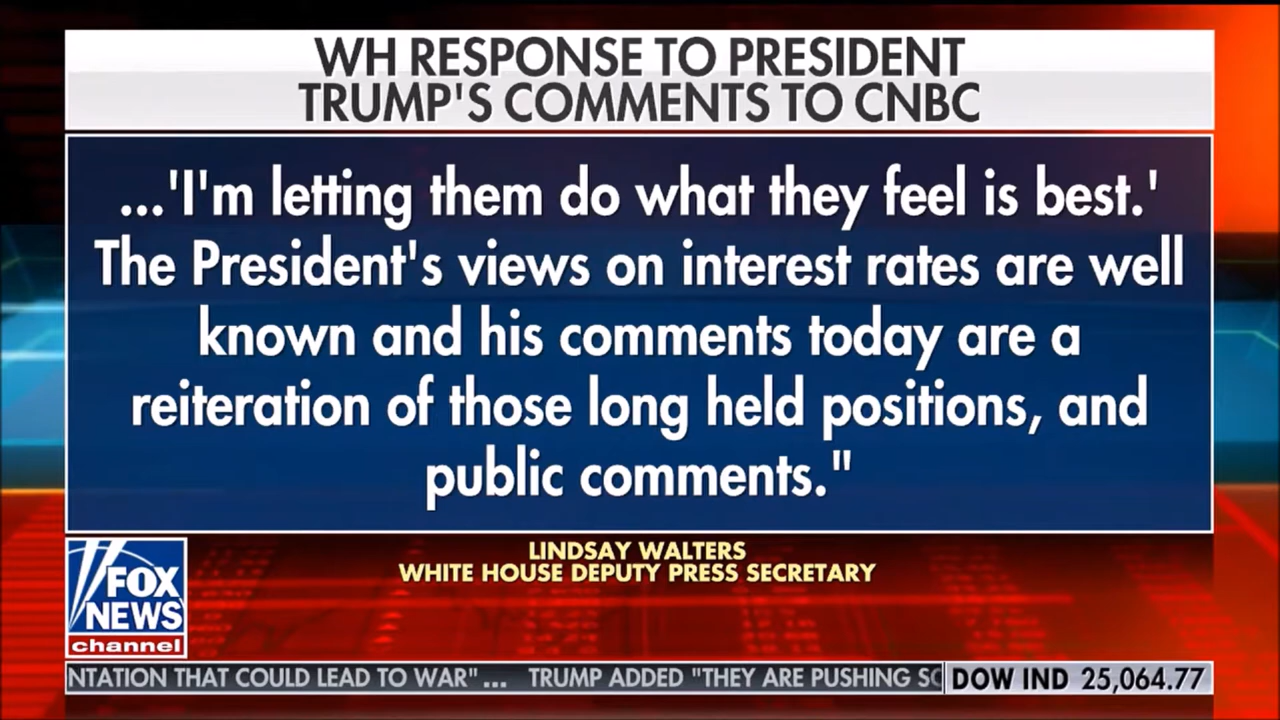 WH RESPONSE TO PRESIDENT
TRUMP'S COMMENTS TO CNBC
...'I'm letting them do what they feel is best.'
The President's views on interest rates are well
known and his comments today are a
reiteration of those long held positions, and
public comments."
LINDSAY WALTERS
WHITE HOUSE DEPUTY PRESS SECRETARY
FOX
NEWS
channel
NTATION THAT COULD LEAD TO WAR"... TRUMP ADDED "THEY ARE PUSHING SO
DOW IND 25,064.77